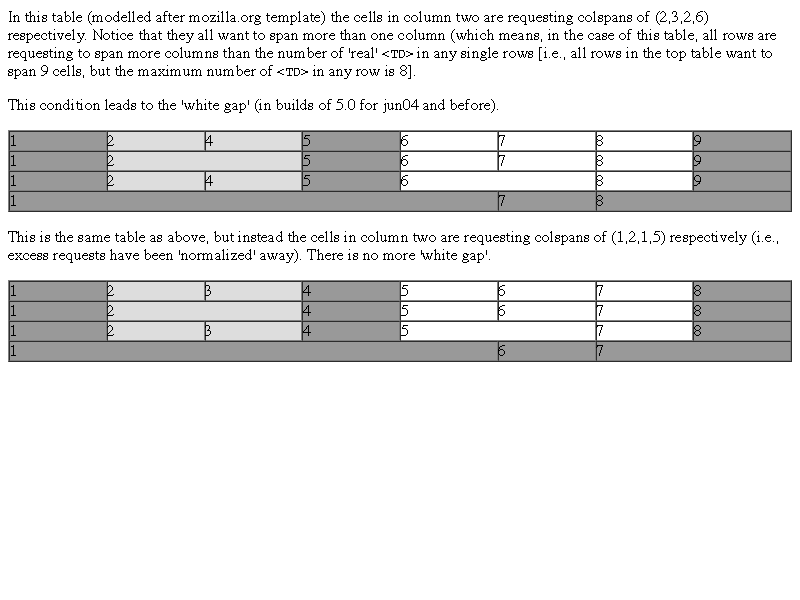 In this table (modelled after mozilla.org template) the cells in column two are requesting colspans of (2,3,2,6)
respectively. Notice that they all want to span more than one column (which means, in the case of this table, all rows are
requesting to span more columns than the number of 'real' <TD> in any single rows [i.e., all rows in the top table want to
span 9 cells, but the maximum number of <TD> in any row is 8].
This condition leads to the 'white gap' (in builds of 5.0 for jun04 and before).
1 2 4 5 6 7 8 9
1 2 5 6 7 8 9
1 2 4 5 6 8 9
1 7 8
This is the same table as above, but instead the cells in column two are requesting colspans of (1,2,1,5) respectively (i.e.,
excess requests have been 'normalized' away). There is no more 'white gap'.
1 2 3 4 5 6 7 8
1 2 4 5 6 7 8
1 2 3 4 5 7 8
1 6 7